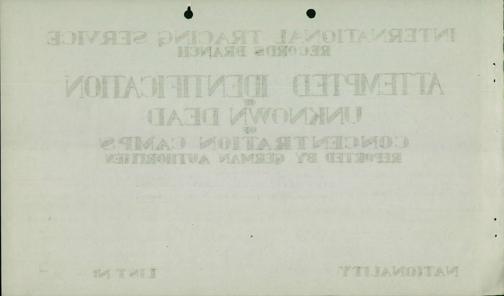 INTERNATIONAL TRACING SERVICE
RECORDS BRANCH
ATTEMPTED IDENTIFICATION
OF
UNKNOWN DEAD
OF
CONCENTRATION CAMPS
REPORTED BY GERMAN AUTHORITIES
NATIONALITY
LIST Nº